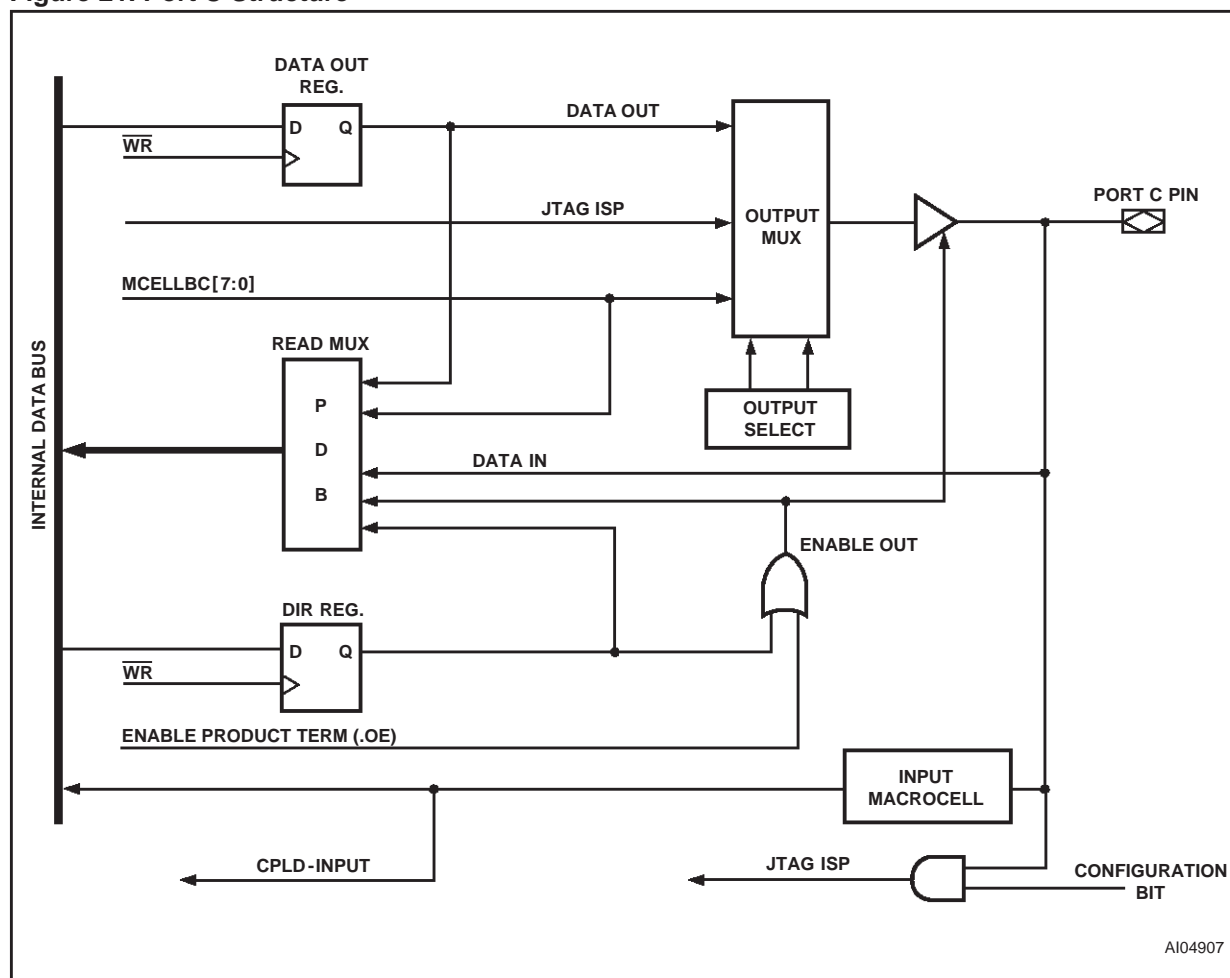 DATA OUT
REG.
D Q
WR
DATA OUT
JTAG ISP
MCELLBC[7:0]
OUTPUT
MUX
PORT C PIN
READ MUX
P
D
B
OUTPUT
SELECT
INTERNAL DATA BUS
DATA IN
ENABLE OUT
DIR REG.
D Q
WR
ENABLE PRODUCT TERM (.OE)
INPUT
MACROCELL
CPLD-INPUT
JTAG ISP
CONFIGURATION
BIT
AI04907